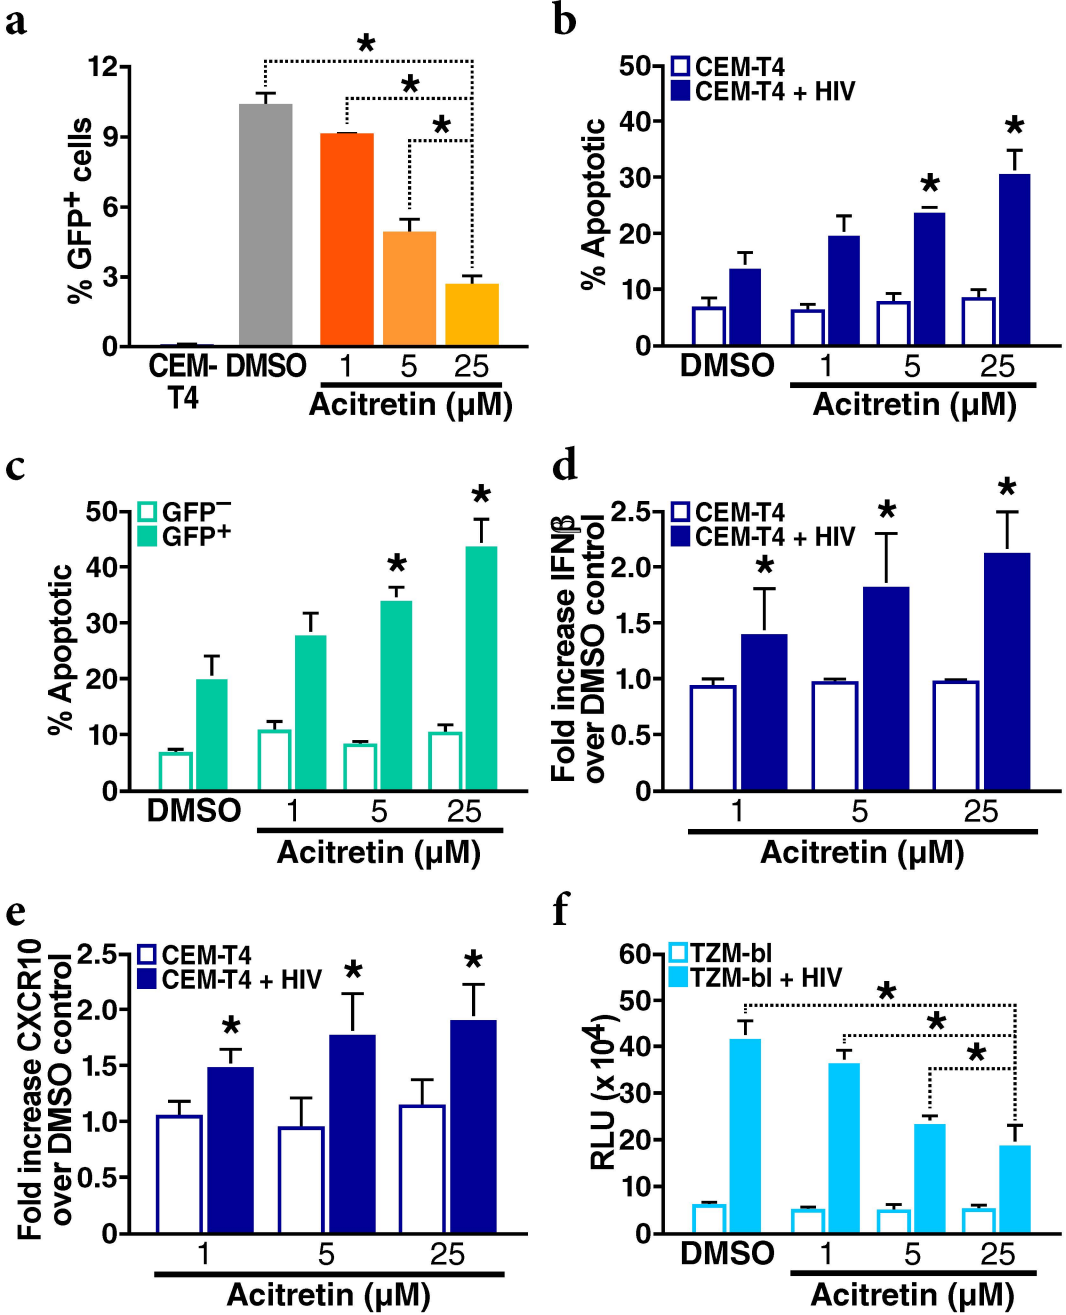 a
% GFP+ cells
12
9
6
3
0
*
*
*
CEM-T4
DMSO
1 5 25
Acitretin (µM)
b
% Apoptotic
50
40
30
20
10
0
CEM-T4
CEM-T4 + HIV
*
*
DMSO 1 5 25
Acitretin (µM)
c
% Apoptotic
50
40
30
20
10
0
GFP−
GFP+
*
*
DMSO 1 5 25
Acitretin (µM)
d
Fold increase IFNβ
over DMSO control
2.5
2.0
1.5
1.0
0.5
0
CEM-T4
CEM-T4 + HIV
*
*
*
1 5 25
Acitretin (µM)
e
Fold increase CXCR10
over DMSO control
2.5
2.0
1.5
1.0
0.5
0
CEM-T4
CEM-T4 + HIV
*
*
*
1 5 25
Acitretin (µM)
f
RLU (x 10⁴)
60
50
40
30
20
10
0
TZM-bl
TZM-bl + HIV
*
*
*
DMSO 1 5 25
Acitretin (µM)